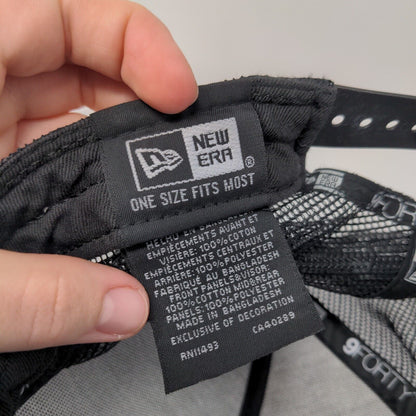 NEW
ERA®
ONE SIZE FITS MOST
EMPIÈCEMENTS AVANT ET
VISIÈRE: 100% COTON
EMPIÈCEMENTS CENTRAUX ET
ARRIÈRE: 100% POLYESTER
FABRIQUÉ AU BANGLADESH
FRONT PANELS&VISOR:
100% COTTON MID&REAR
PANELS: 100% POLYESTER
MADE IN BANGLADESH
EXCLUSIVE OF DECORATION
RN11493 CA40289
9FORTY
9FORTY